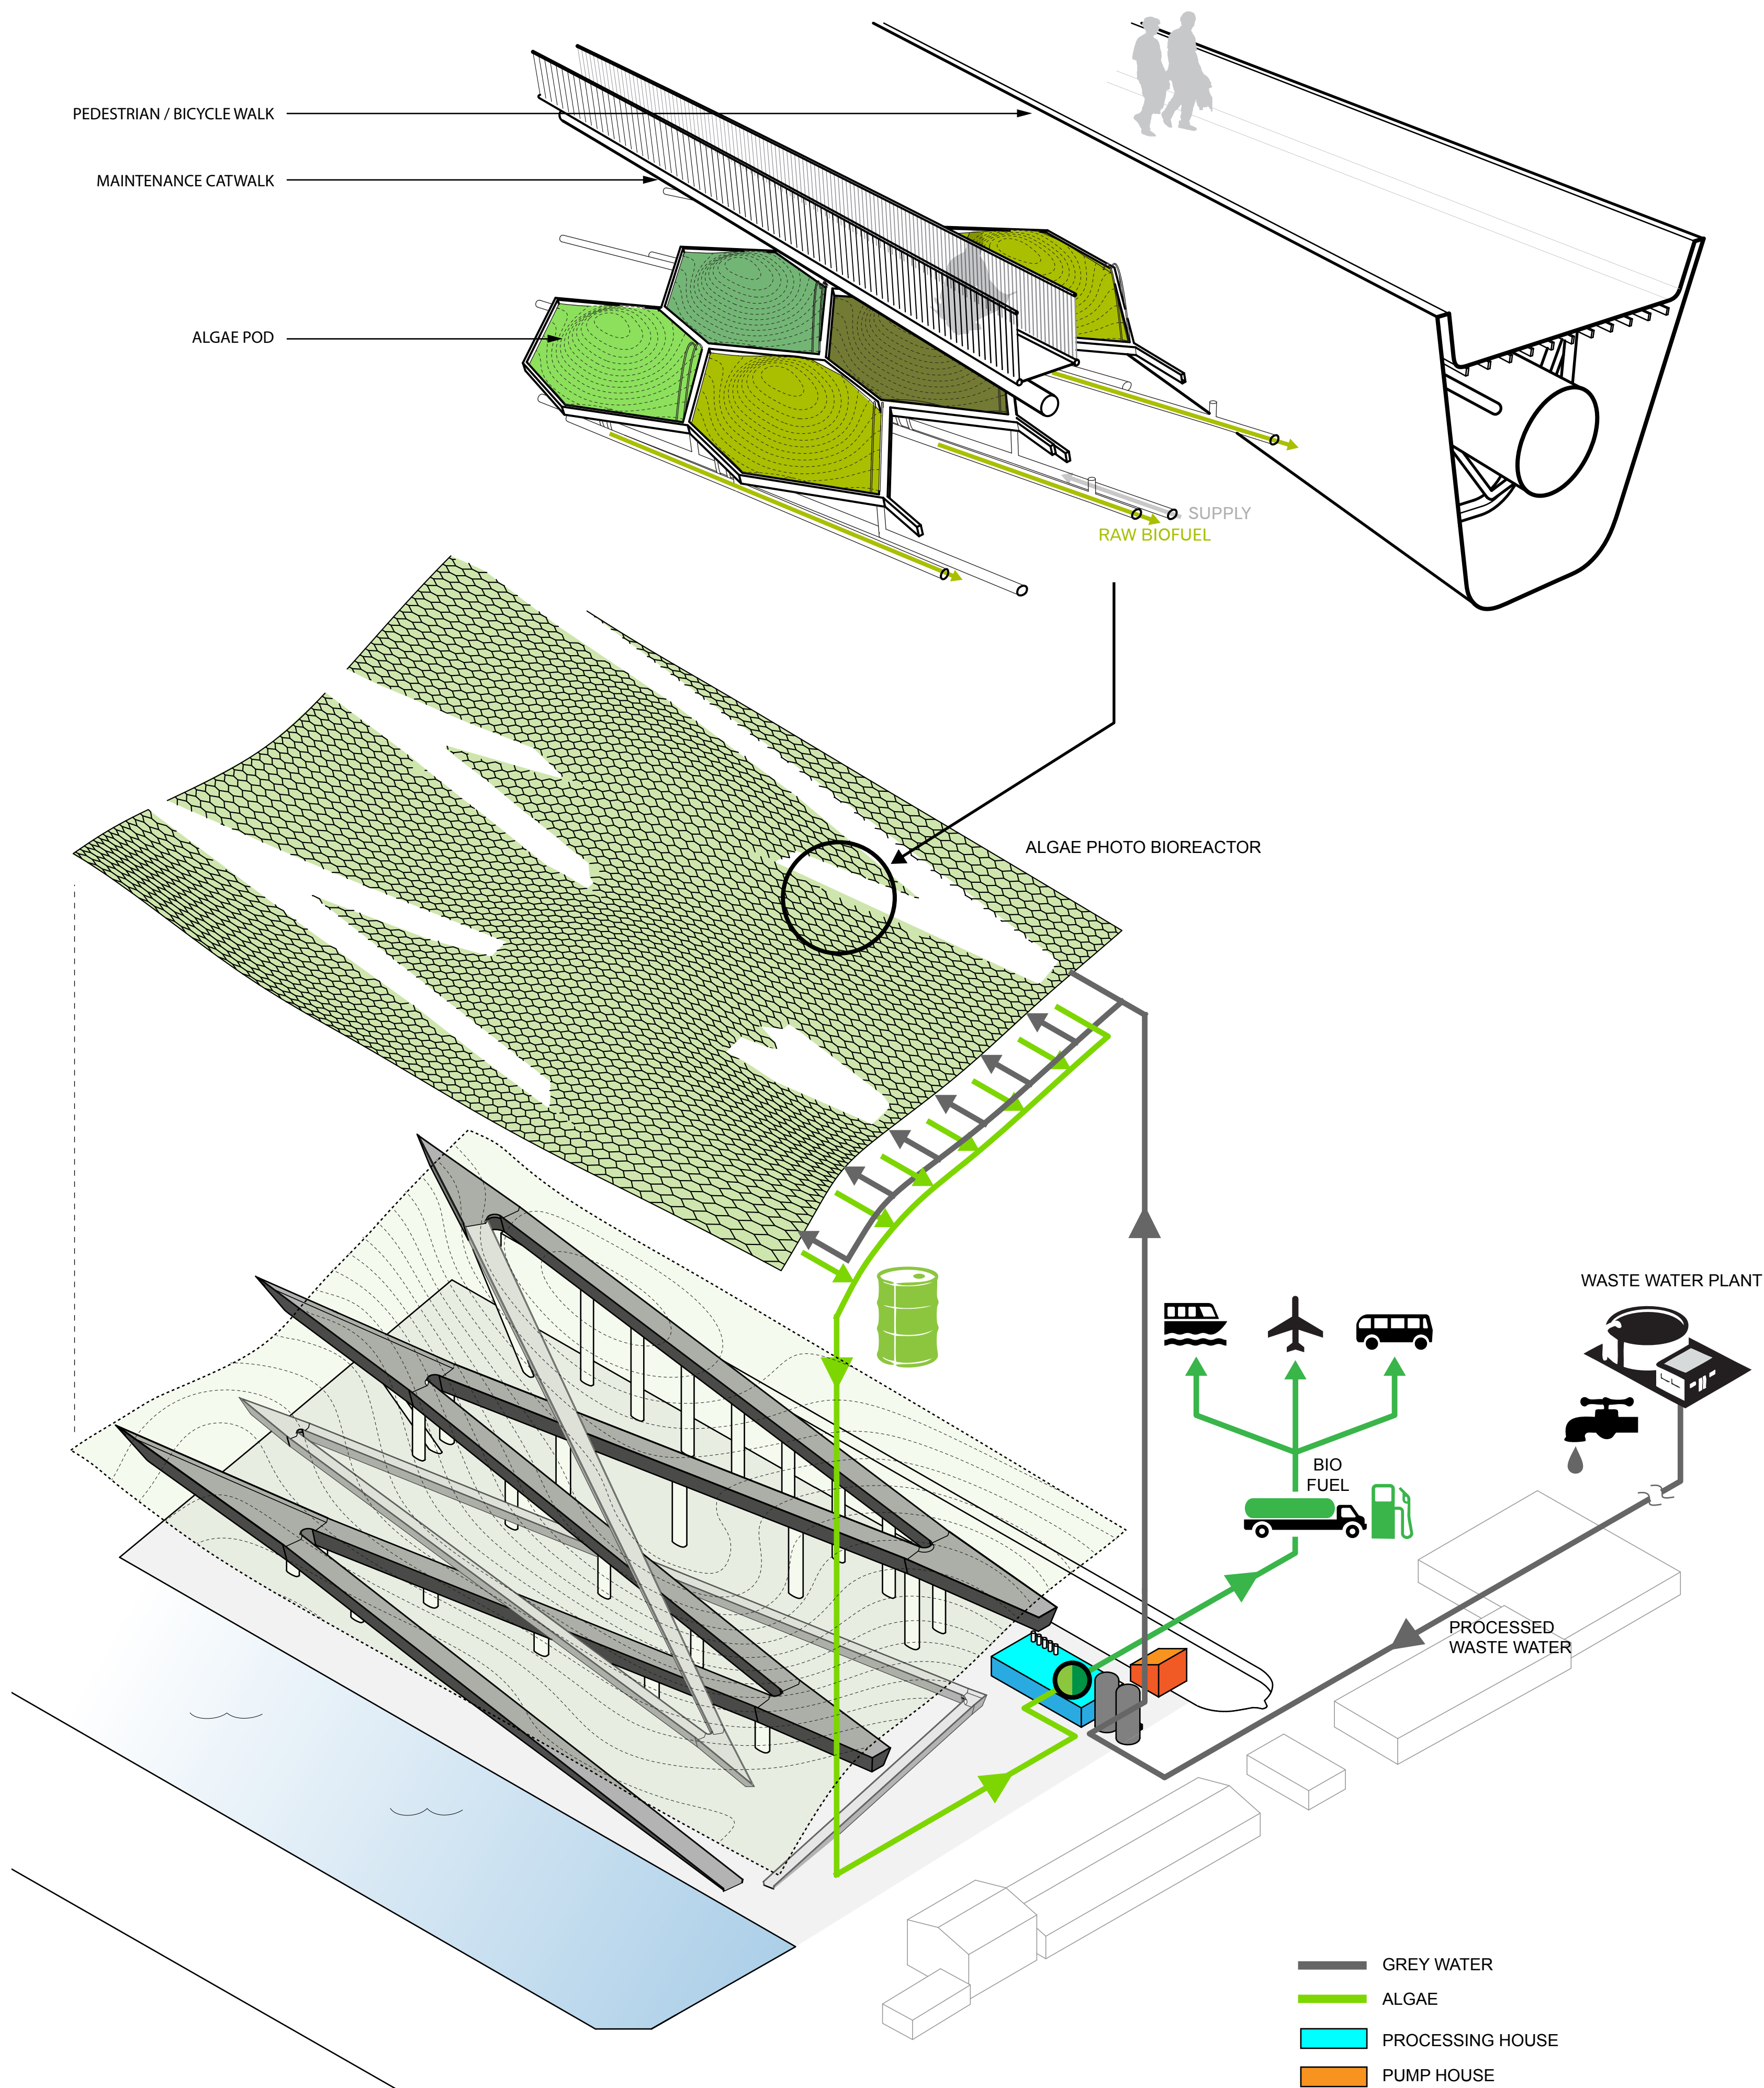 PEDESTRIAN / BICYCLE WALK
MAINTENANCE CATWALK
ALGAE POD
SUPPLY
RAW BIOFUEL
ALGAE PHOTO BIOREACTOR
WASTE WATER PLANT
BIO
FUEL
PROCESSED
WASTE WATER
GREY WATER
ALGAE
PROCESSING HOUSE
PUMP HOUSE